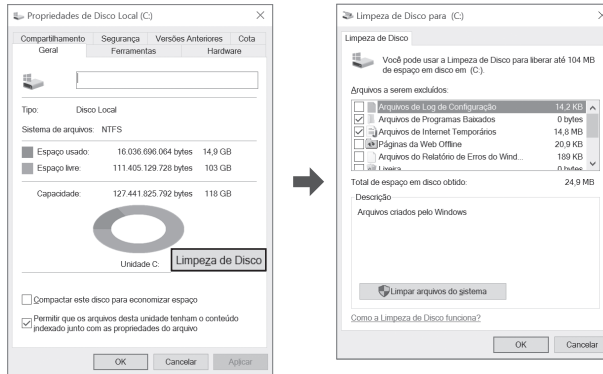 Propriedades de Disco Local (C:)
Compartilhamento Segurança Versões Anteriores Cota
Geral Ferramentas Hardware
Tipo: Disco Local
Sistema de arquivos: NTFS
Espaço usado: 16.036.696.064 bytes 14,9 GB
Espaço livre: 111.405.129.728 bytes 103 GB
Capacidade: 127.441.825.792 bytes 118 GB
Unidade C: Limpeza de Disco
Compactar este disco para economizar espaço
Permitir que os arquivos desta unidade tenham o conteúdo
indexado junto com as propriedades do arquivo
OK Cancelar Aplicar
Limpeza de Disco para (C:)
Limpeza de Disco
Você pode usar a Limpeza de Disco para liberar até 104 MB
de espaço em disco em (C:).
Arquivos a serem excluídos:
Arquivos de Log de Configuração 14,2 KB
Arquivos de Programas Baixados 0 bytes
Arquivos de Internet Temporários 14,8 MB
Páginas da Web Offline 20,9 KB
Arquivos do Relatório de Erros do Wind... 189 KB
Lixeira 0 bytes
Total de espaço em disco obtido: 24,9 MB
Descrição
Arquivos criados pelo Windows
Limpar arquivos do sistema
Como a Limpeza de Disco funciona?
OK Cancelar